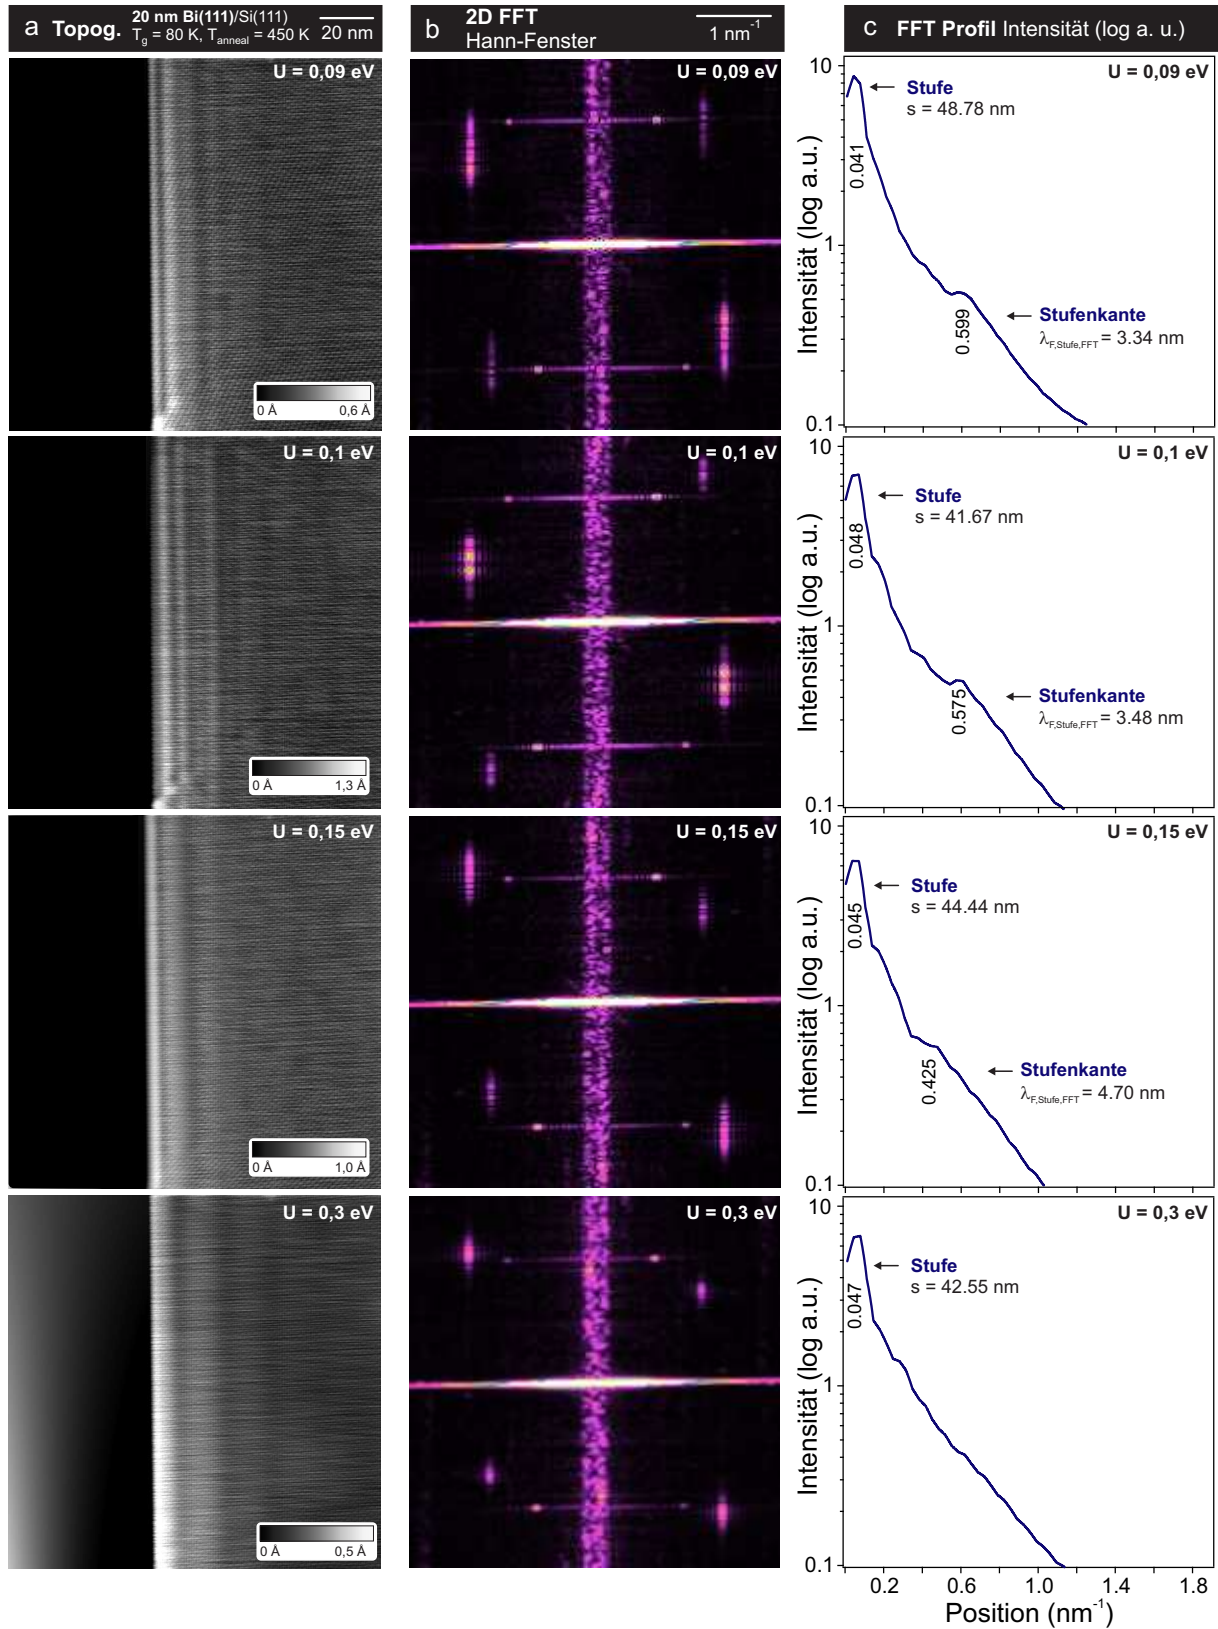 a Topog. 20 nm Bi(111)/Si(111)
Tg = 80 K, Tanneal = 450 K
20 nm
b 2D FFT
Hann-Fenster
1 nm-1
c FFT Profil Intensität (log a. u.)
U = 0,09 eV
0 Å 0,6 Å
U = 0,09 eV
U = 0,09 eV
Intensität (log a.u.)
10
1
0.1
Stufe
s = 48.78 nm
0.041
0.599
Stufenkante
λF,Stufe,FFT = 3.34 nm
U = 0,1 eV
0 Å 1,3 Å
U = 0,1 eV
U = 0,1 eV
Intensität (log a.u.)
10
1
0.1
Stufe
s = 41.67 nm
0.048
0.575
Stufenkante
λF,Stufe,FFT = 3.48 nm
U = 0,15 eV
0 Å 1,0 Å
U = 0,15 eV
U = 0,15 eV
Intensität (log a.u.)
10
1
0.1
Stufe
s = 44.44 nm
0.045
0.425
Stufenkante
λF,Stufe,FFT = 4.70 nm
U = 0,3 eV
0 Å 0,5 Å
U = 0,3 eV
U = 0,3 eV
Intensität (log a.u.)
10
1
0.1
Stufe
s = 42.55 nm
0.047
0.2 0.6 1.0 1.4 1.8
Position (nm-1)